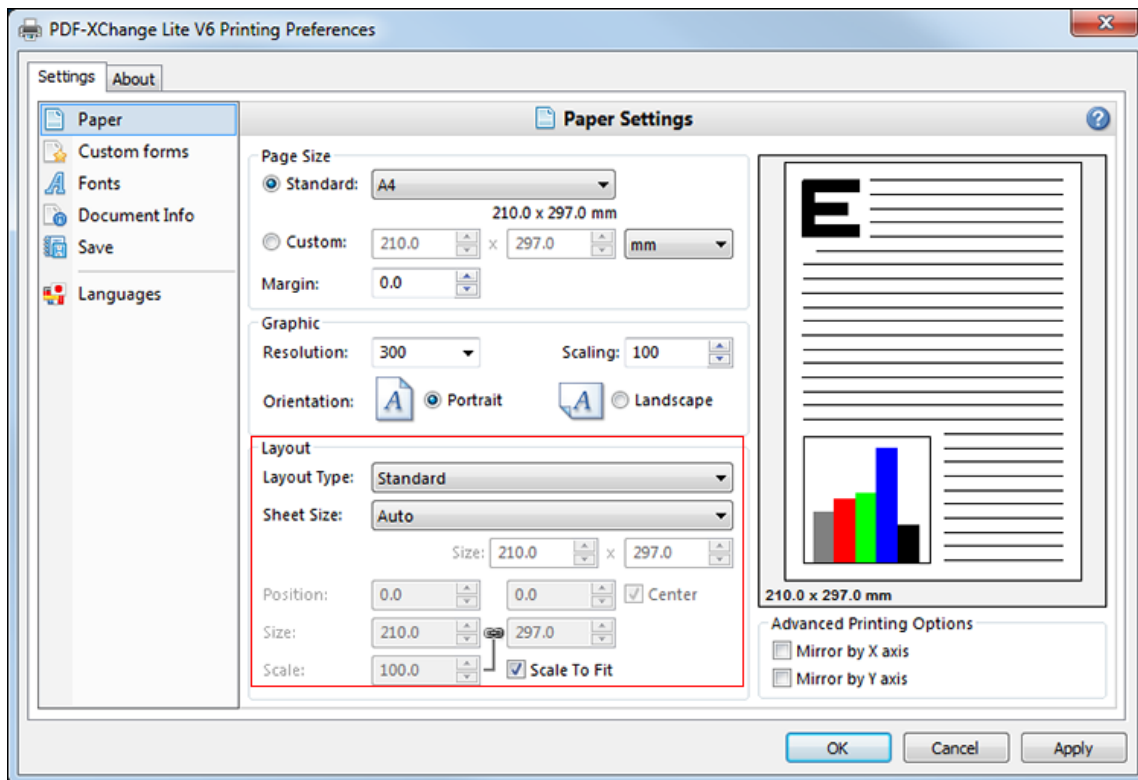 PDF-XChange Lite V6 Printing Preferences
Settings About
Paper
Custom forms
Fonts
Document Info
Save
Languages
Paper Settings
Page Size
Standard: A4
210.0 x 297.0 mm
Custom: 210.0 x 297.0 mm
Margin: 0.0
Graphic
Resolution: 300 Scaling: 100
Orientation: A Portrait A Landscape
Layout
Layout Type: Standard
Sheet Size: Auto
Size: 210.0 x 297.0
Position: 0.0 0.0 Center
Size: 210.0 297.0
Scale: 100.0 Scale To Fit
E
210.0 x 297.0 mm
Advanced Printing Options
Mirror by X axis
Mirror by Y axis
OK Cancel Apply